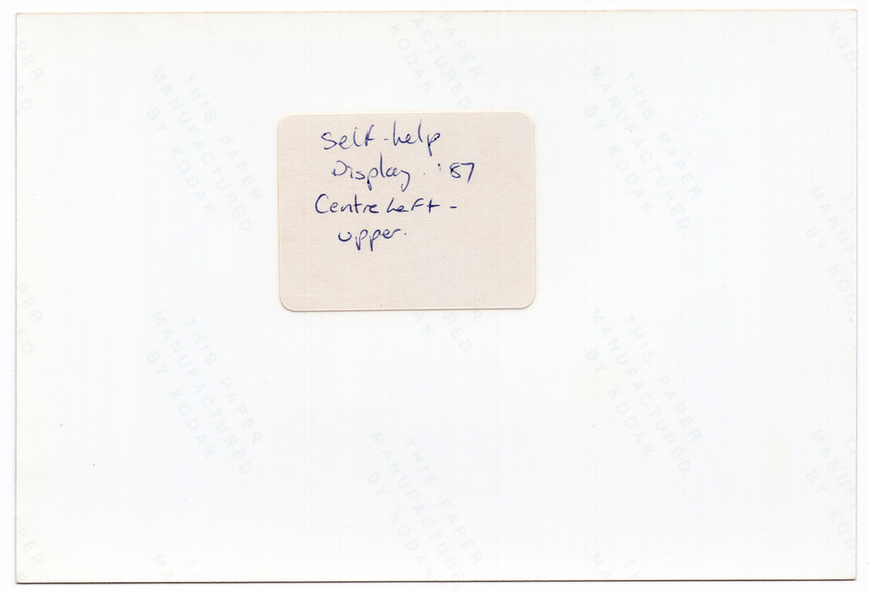 Self-help
Display. '87
Centre Left -
upper.
THIS PAPER
MANUFACTURED
BY KODAK